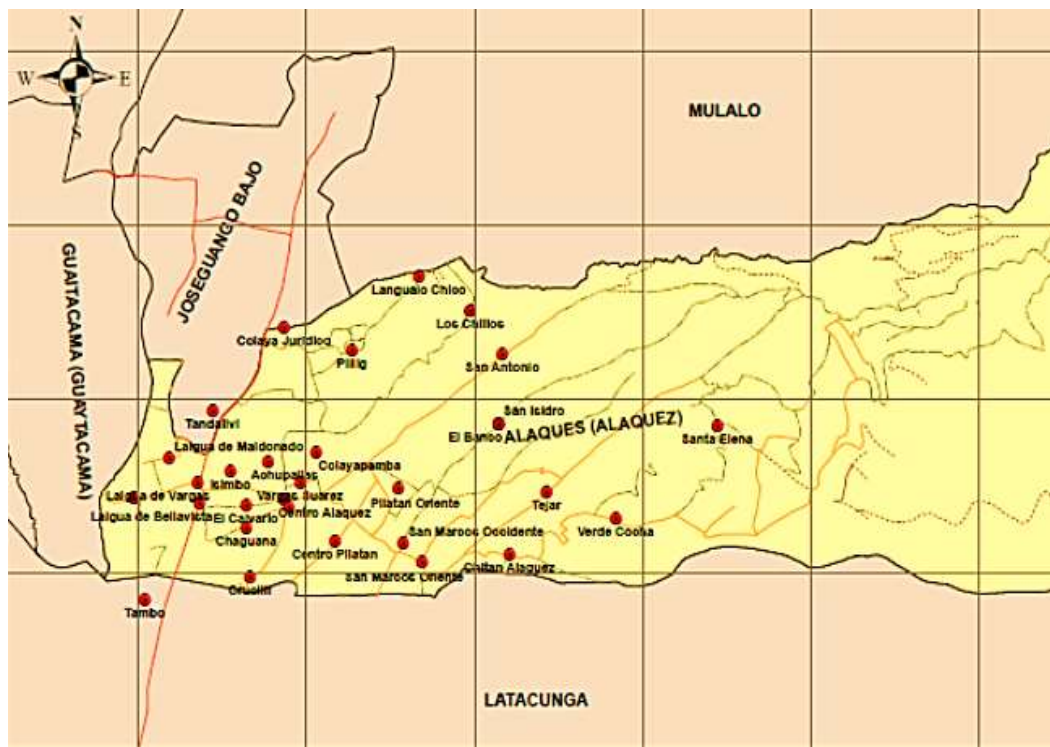 N
W E
S
MULALO
JOSEGUANGO BAJO
GUAITACAMA (GUAYTACAMA)
Langualo Chico
Los Chillos
Colaya Juridico
Pillig
San Antonio
Tandalivi
San Isidro
El Banco
ALAQUES (ALAQUEZ)
Santa Elena
Laigua de Maldonado
Colayapamba
Achupallas
Isimbo
Laigua de Vargas
Vargas Suarez
Pilatan Oriente
Tejar
Laigua de Bellavista
El Calvario
Centro Alaquez
Verde Cocha
Chaguana
San Marcos Occidente
Centro Pilatan
San Marcos Oriente
Chitan Alaquez
Crucilli
Tambo
LATACUNGA